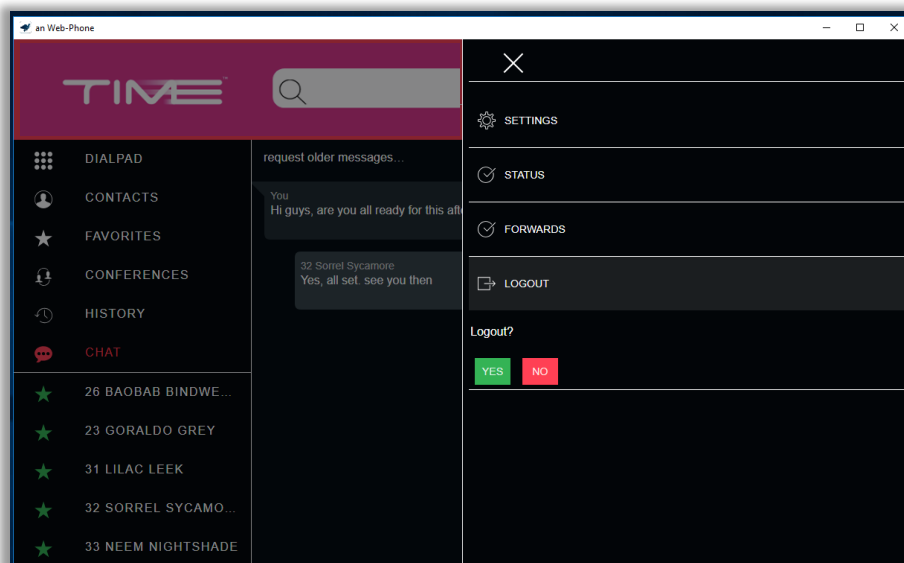 an Web-Phone
TIME
DIALPAD
CONTACTS
FAVORITES
CONFERENCES
HISTORY
CHAT
26 BAOBAB BINDWE...
23 GORALDO GREY
31 LILAC LEEK
32 SORREL SYCAMO...
33 NEEM NIGHTSHADE
request older messages...
You
Hi guys, are you all ready for this afte
32 Sorrel Sycamore
Yes, all set. see you then
SETTINGS
STATUS
FORWARDS
LOGOUT
Logout?
YES NO